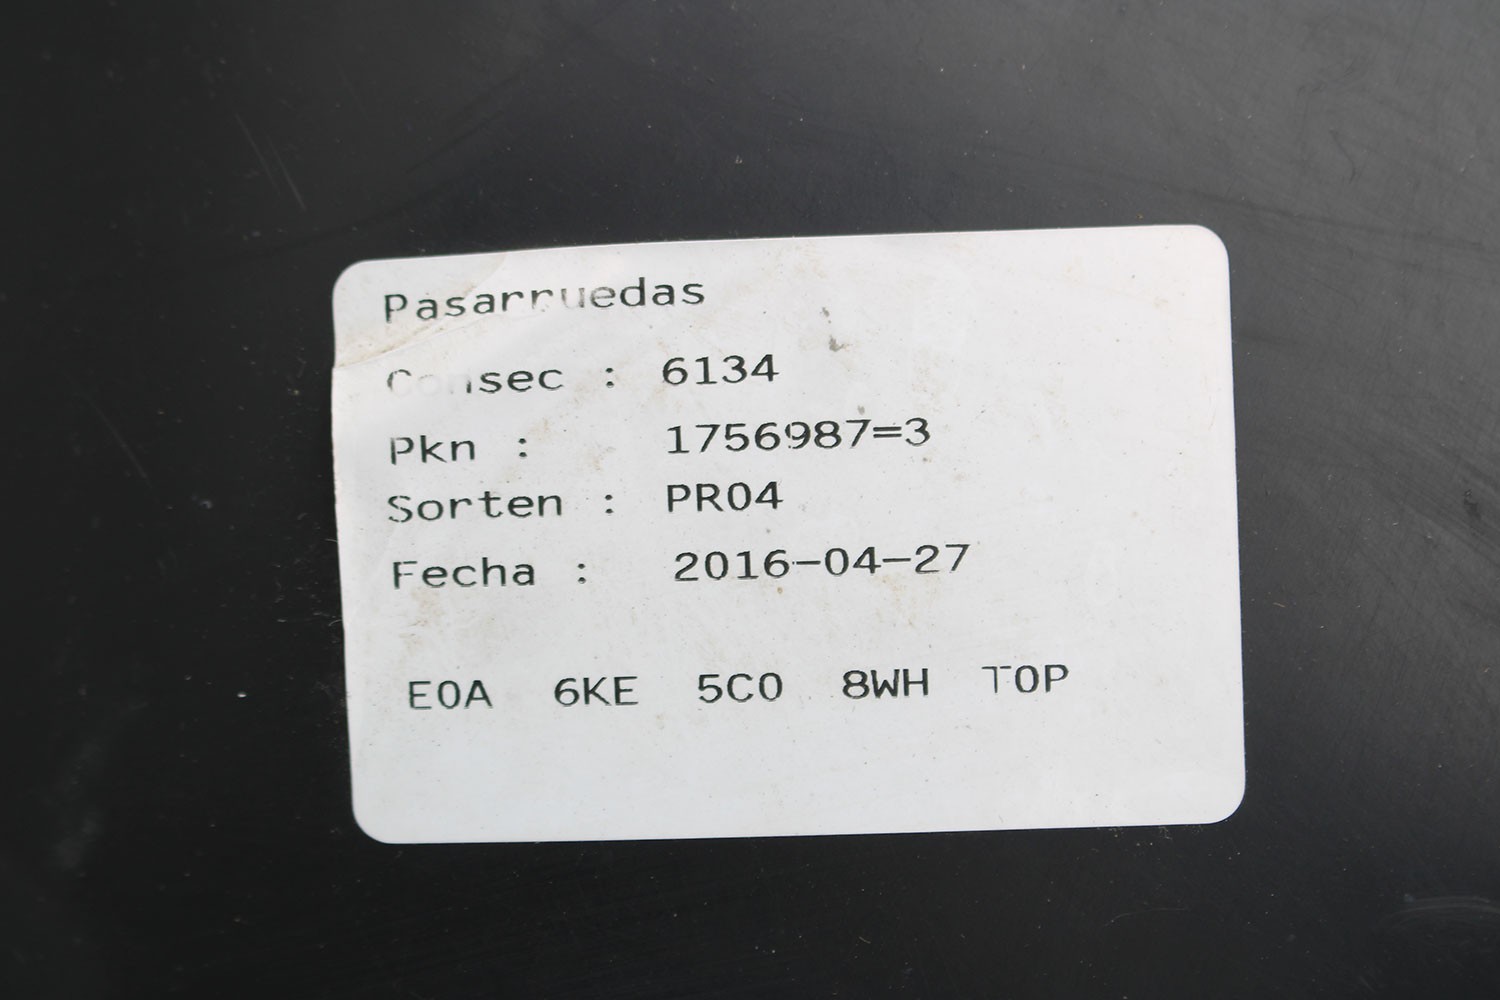 Pasarruedas
Consec : 6134
Pkn : 1756987=3
Sorten : PR04
Fecha : 2016-04-27
E0A 6KE 5C0 8WH T0P